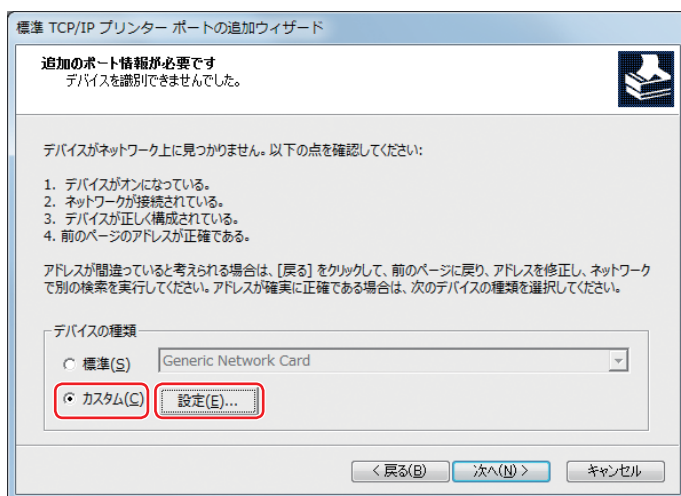 標準 TCP/IP プリンター ポートの追加ウィザード
追加のポート情報が必要です
デバイスを識別できませんでした。
デバイスがネットワーク上に見つかりません。以下の点を確認してください:
1. デバイスがオンになっている。
2. ネットワークが接続されている。
3. デバイスが正しく構成されている。
4. 前のページのアドレスが正確である。
アドレスが間違っていると考えられる場合は、[戻る] をクリックして、前のページに戻り、アドレスを修正し、ネットワーク
で別の検索を実行してください。アドレスが確実に正確である場合は、次のデバイスの種類を選択してください。
デバイスの種類
標準(S) Generic Network Card
カスタム(C) 設定(E)...
< 戻る(B) 次へ(N) > キャンセル